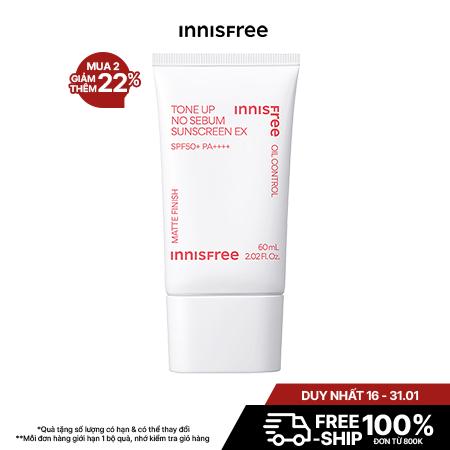 INNISFREE
MUA 2
GIẢM THÊM 22%
TONE UP
NO SEBUM
SUNSCREEN EX
SPF50+ PA++++
INNISFREE
OIL CONTROL
MATTE FINISH
60mL
2.02Fl.Oz.
INNISFREE
DUY NHẤT 16 - 31.01
FREE-SHIP 100%
ĐƠN TỪ 800K
*Quà tặng số lượng có hạn & có thể thay đổi
**Mỗi đơn hàng giới hạn 1 bộ quà, nhớ kiểm tra giỏ hàng